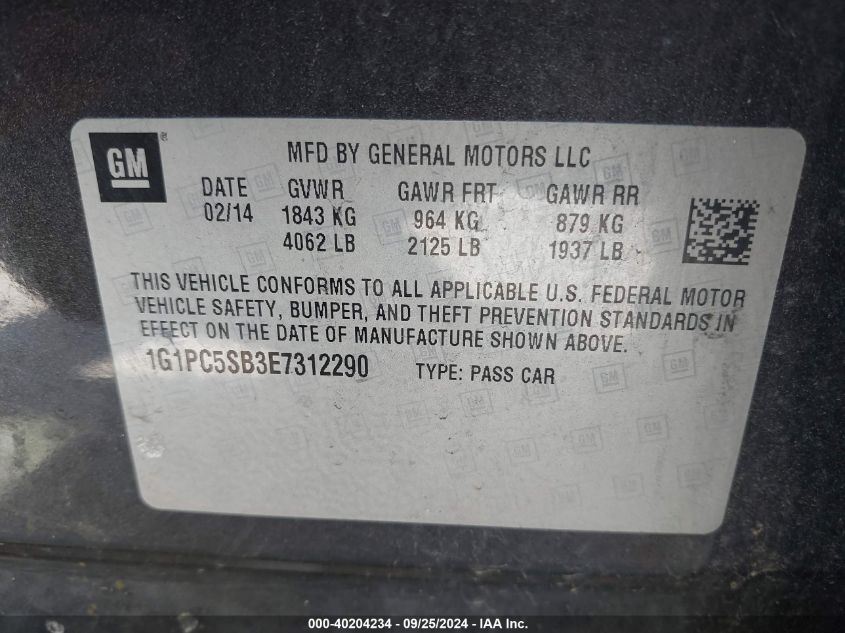 GM ®
MFD BY GENERAL MOTORS LLC
DATE GVWR GAWR FRT GAWR RR
02/14 1843 KG 964 KG 879 KG
4062 LB 2125 LB 1937 LB
THIS VEHICLE CONFORMS TO ALL APPLICABLE U.S. FEDERAL MOTOR
VEHICLE SAFETY, BUMPER, AND THEFT PREVENTION STANDARDS IN
EFFECT ON THE DATE OF MANUFACTURE SHOWN ABOVE.
1G1PC5SB3E7312290 TYPE: PASS CAR
000-40204234 - 09/25/2024 - IAA Inc.